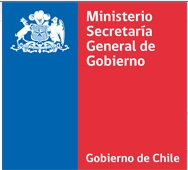 Ministerio
Secretaría
General de
Gobierno
Gobierno de Chile